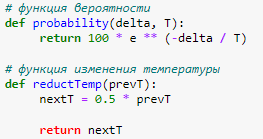 # функция вероятности
def probability(delta, T):
    return 100 * e ** (-delta / T)

# функция изменения температуры
def reductTemp(prevT):
    nextT = 0.5 * prevT

    return nextT